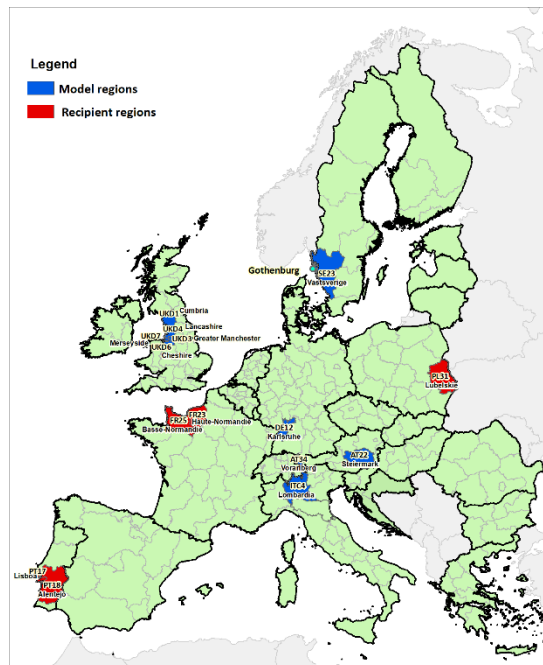 Legend
Model regions
Recipient regions
Gothenburg
SE23
Vastsverige
UKD1
Cumbria
UKD4
Lancashire
UKD7
UKD3
Greater Manchester
Merseyside
UKD6
Cheshire
PL31
Lubelskie
FR23
FR25
Haute-Normandie
Basse-Normandie
DE12
Karlsruhe
AT34
Vorarlberg
AT22
Steiermark
ITC4
Lombardia
PT17
Lisboa
PT18
Alentejo